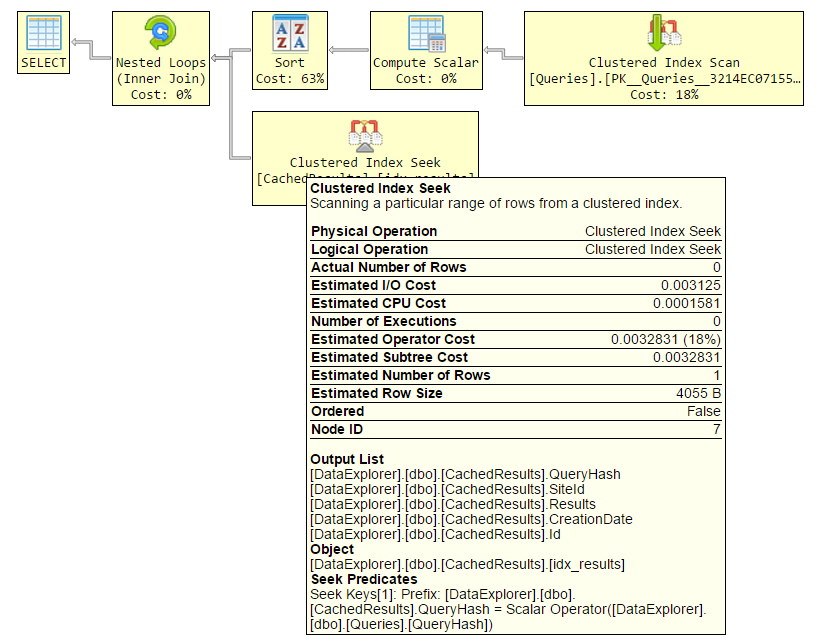 SELECT
Nested Loops
(Inner Join)
Cost: 0%
Sort
Cost: 63%
Compute Scalar
Cost: 0%
Clustered Index Scan
[Queries].[PK__Queries__3214EC07155…
Cost: 18%
Clustered Index Seek
[CachedResults].[idx_results]
Clustered Index Seek
Scanning a particular range of rows from a clustered index.
Physical Operation Clustered Index Seek
Logical Operation Clustered Index Seek
Actual Number of Rows 0
Estimated I/O Cost 0.003125
Estimated CPU Cost 0.0001581
Number of Executions 0
Estimated Operator Cost 0.0032831 (18%)
Estimated Subtree Cost 0.0032831
Estimated Number of Rows 1
Estimated Row Size 4055 B
Ordered False
Node ID 7
Output List
[DataExplorer].[dbo].[CachedResults].QueryHash
[DataExplorer].[dbo].[CachedResults].SiteId
[DataExplorer].[dbo].[CachedResults].Results
[DataExplorer].[dbo].[CachedResults].CreationDate
[DataExplorer].[dbo].[CachedResults].Id
Object
[DataExplorer].[dbo].[CachedResults].[idx_results]
Seek Predicates
Seek Keys[1]: Prefix: [DataExplorer].[dbo].
[CachedResults].QueryHash = Scalar Operator([DataExplorer].
[dbo].[Queries].[QueryHash])